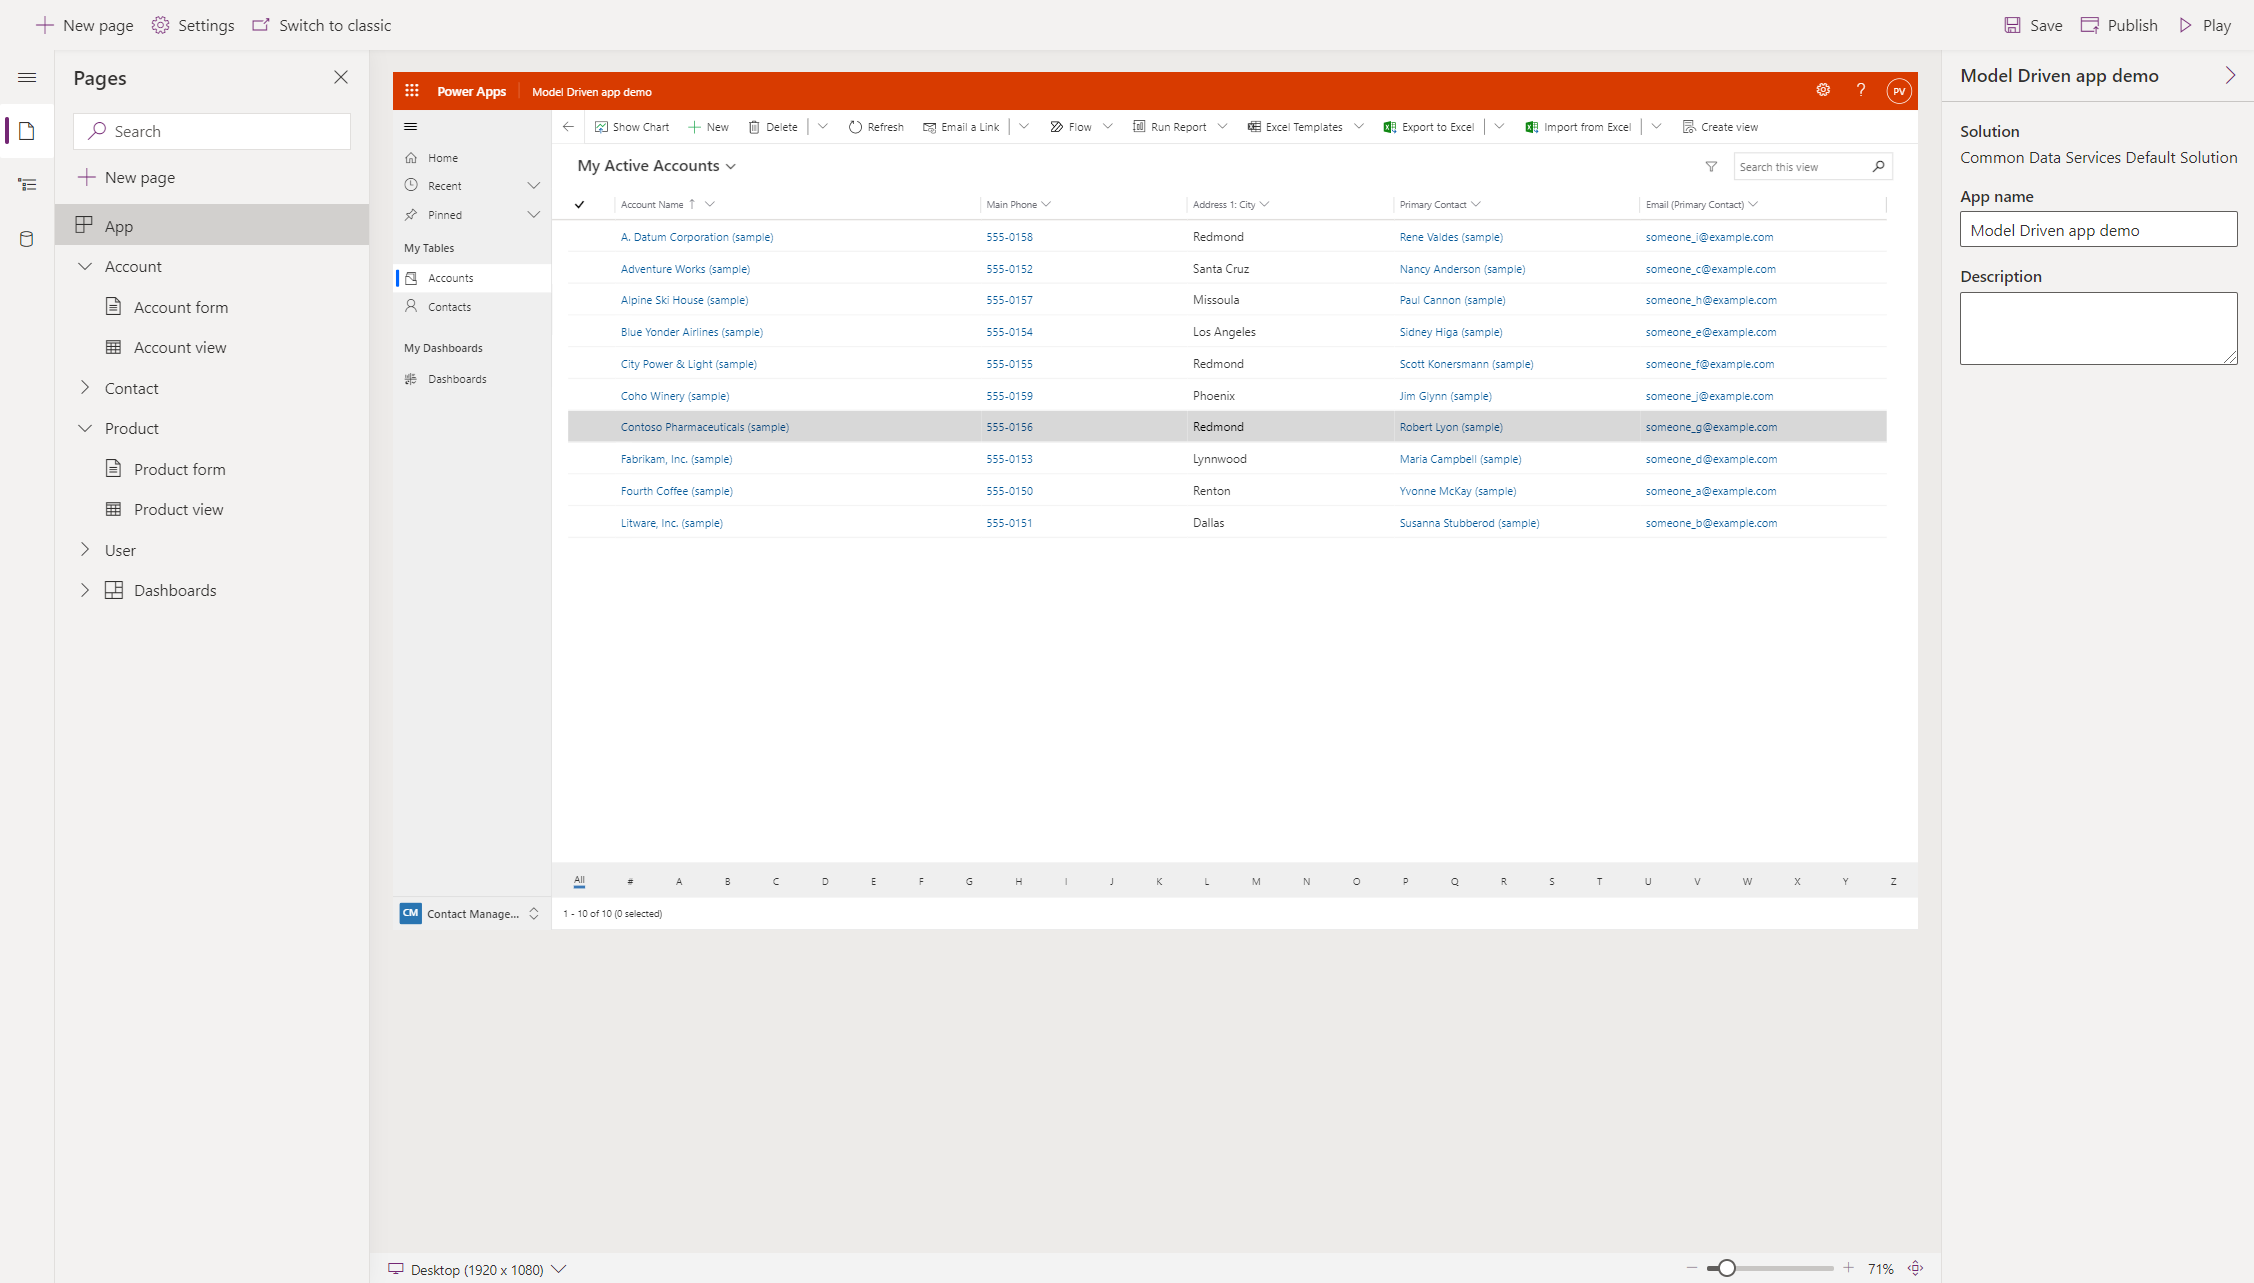 New page Settings Switch to classic Save Publish Play
Pages
Search
New page
App
Account
Account form
Account view
Contact
Product
Product form
Product view
User
Dashboards
Power Apps Model Driven app demo ? PV
Home
Recent
Pinned
My Tables
Accounts
Contacts
My Dashboards
Dashboards
CM Contact Manage...
Show Chart New Delete Refresh Email a Link Flow Run Report Excel Templates Export to Excel Import from Excel Create view
My Active Accounts Search this view
Account Name Main Phone Address 1: City Primary Contact Email (Primary Contact)
A. Datum Corporation (sample) 555-0158 Redmond Rene Valdes (sample) someone_i@example.com
Adventure Works (sample) 555-0152 Santa Cruz Nancy Anderson (sample) someone_c@example.com
Alpine Ski House (sample) 555-0157 Missoula Paul Cannon (sample) someone_h@example.com
Blue Yonder Airlines (sample) 555-0154 Los Angeles Sidney Higa (sample) someone_e@example.com
City Power & Light (sample) 555-0155 Redmond Scott Konersmann (sample) someone_f@example.com
Coho Winery (sample) 555-0159 Phoenix Jim Glynn (sample) someone_j@example.com
Contoso Pharmaceuticals (sample) 555-0156 Redmond Robert Lyon (sample) someone_g@example.com
Fabrikam, Inc. (sample) 555-0153 Lynnwood Maria Campbell (sample) someone_d@example.com
Fourth Coffee (sample) 555-0150 Renton Yvonne McKay (sample) someone_a@example.com
Litware, Inc. (sample) 555-0151 Dallas Susanna Stubberod (sample) someone_b@example.com
All # A B C D E F G H I J K L M N O P Q R S T U V W X Y Z
1 - 10 of 10 (0 selected)
Desktop (1920 x 1080) 71%
Model Driven app demo
Solution
Common Data Services Default Solution
App name
Model Driven app demo
Description